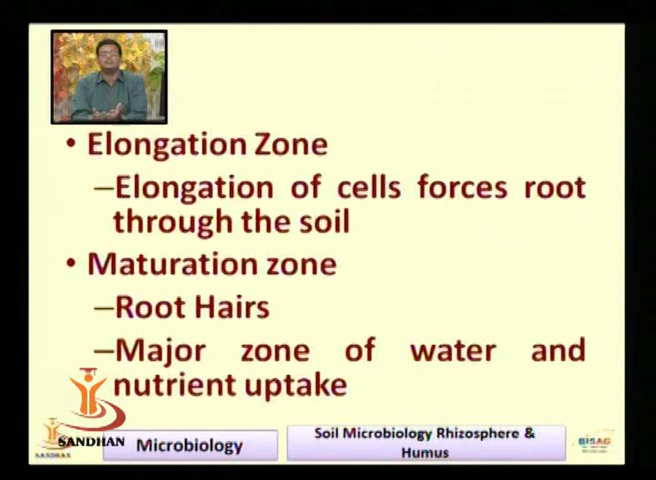 • Elongation Zone
–Elongation of cells forces root
through the soil
• Maturation zone
–Root Hairs
–Major zone of water and
nutrient uptake
SANDHAN
SANDHAN
Microbiology
Soil Microbiology Rhizosphere &
Humus
BISAG